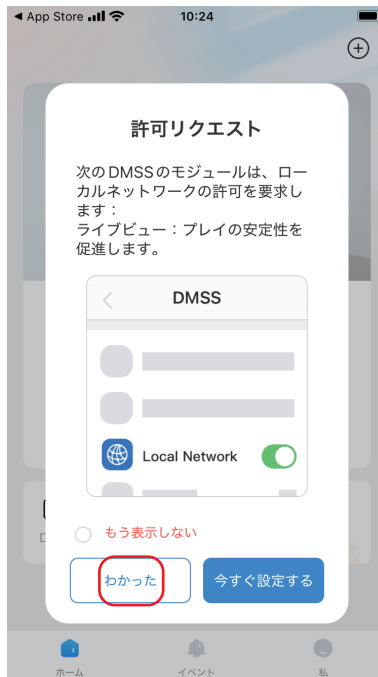 ◀ App Store
10:24
許可リクエスト
次のDMSSのモジュールは、ロー
カルネットワークの許可を要求し
ます：
ライブビュー：プレイの安定性を
促進します。
DMSS
Local Network
もう表示しない
わかった
今すぐ設定する
ホーム
イベント
私